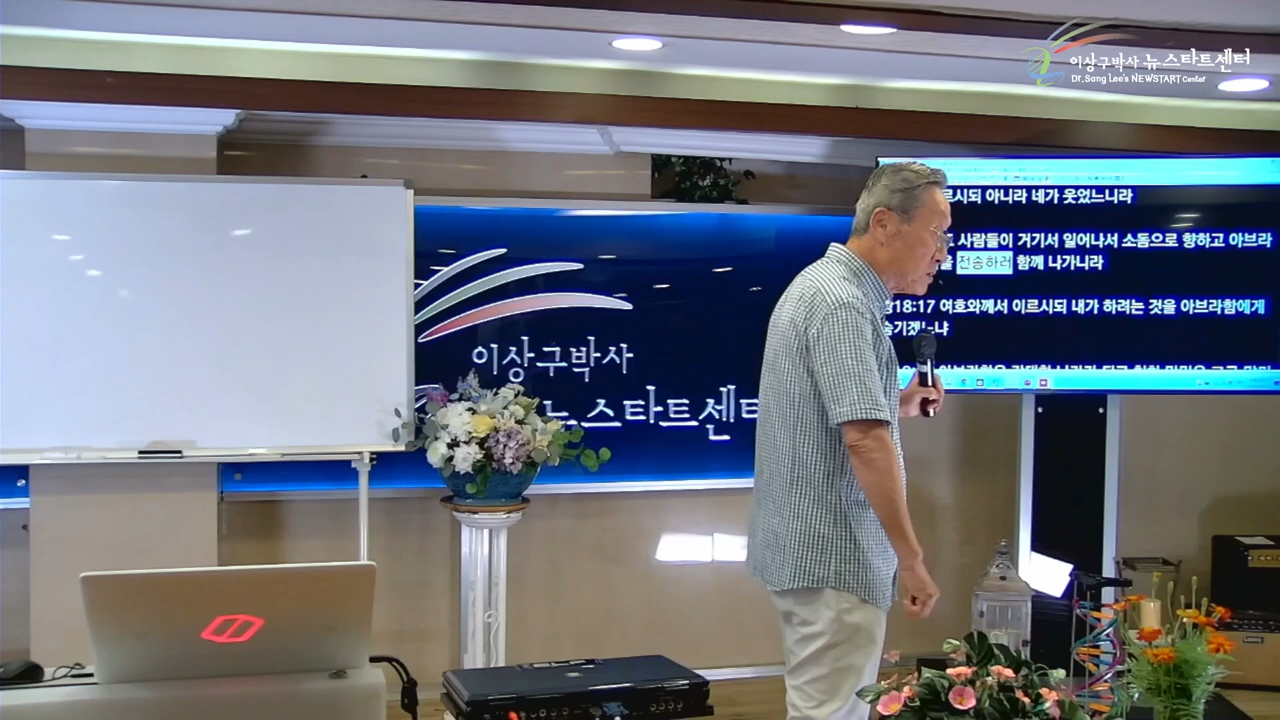 이상구박사 뉴스타트센터
Dr. Sang Lee's NEWSTART Center
이상구박사
뉴스타트센터
르시되 아니라 네가 웃었느니라
사람들이 거기서 일어나서 소돔으로 향하고 아브라
을 전송하러 함께 나가니라
18:17 여호와께서 이르시되 내가 하려는 것을 아브라함에게
숨기겠느냐